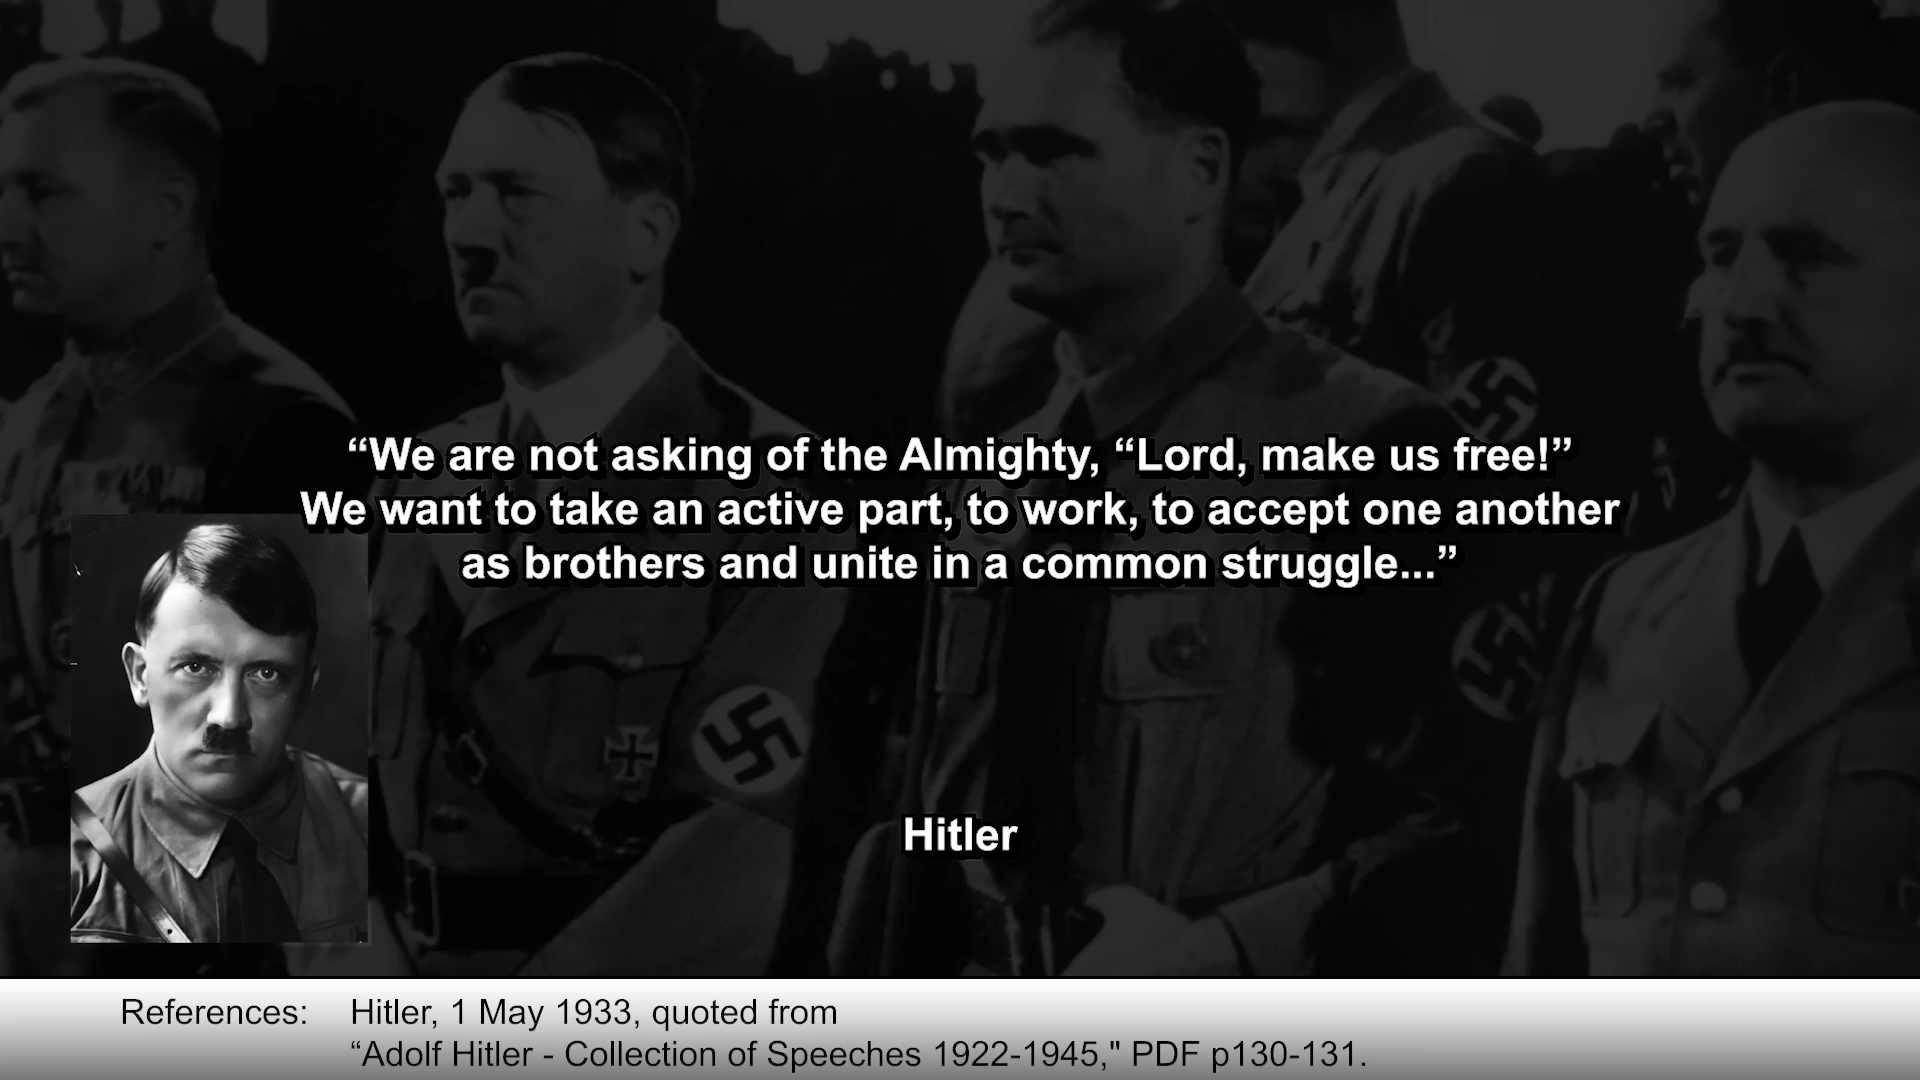 “We are not asking of the Almighty, “Lord, make us free!”
We want to take an active part, to work, to accept one another
as brothers and unite in a common struggle...”
Hitler
References: Hitler, 1 May 1933, quoted from
“Adolf Hitler - Collection of Speeches 1922-1945," PDF p130-131.